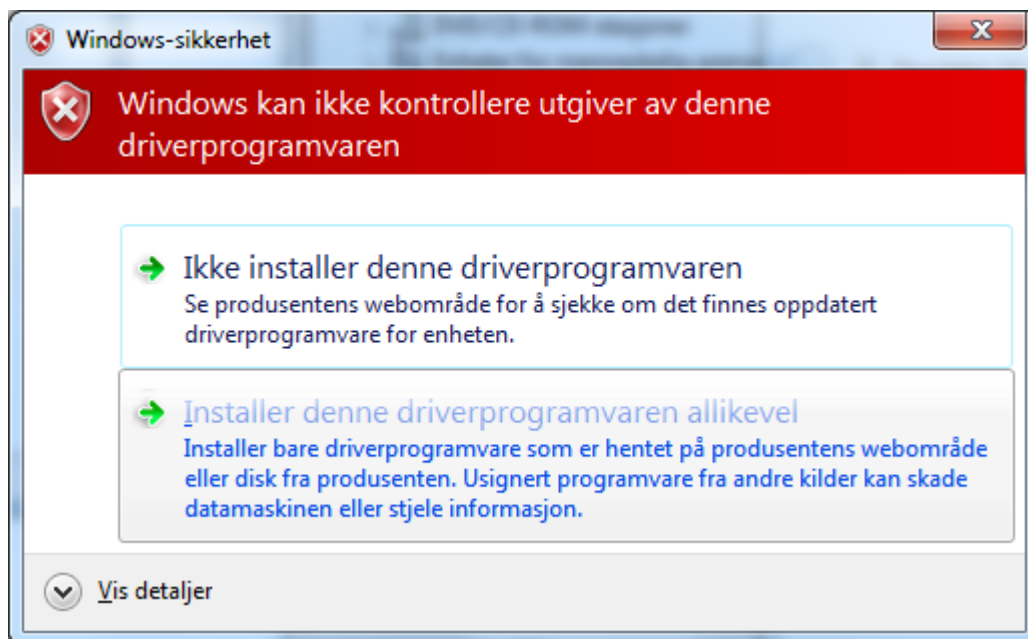 Windows-sikkerhet
Windows kan ikke kontrollere utgiver av denne
driverprogramvaren
Ikke installer denne driverprogramvaren
Se produsentens webområde for å sjekke om det finnes oppdatert
driverprogramvare for enheten.
Installer denne driverprogramvaren allikevel
Installer bare driverprogramvare som er hentet på produsentens webområde
eller disk fra produsenten. Usignert programvare fra andre kilder kan skade
datamaskinen eller stjele informasjon.
Vis detaljer